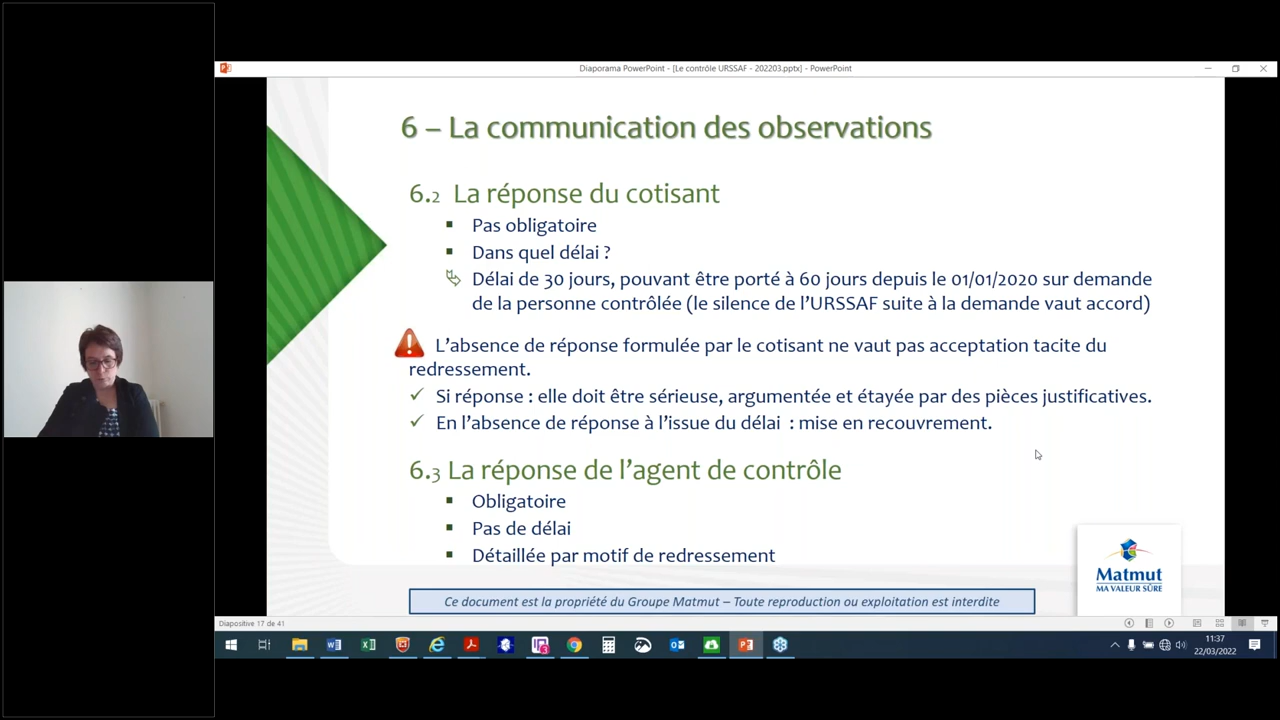 Diaporama PowerPoint - [Le contrôle URSSAF - 202203.pptx] - PowerPoint
6 – La communication des observations
6.2 La réponse du cotisant
Pas obligatoire
Dans quel délai ?
Délai de 30 jours, pouvant être porté à 60 jours depuis le 01/01/2020 sur demande
de la personne contrôlée (le silence de l’URSSAF suite à la demande vaut accord)
L’absence de réponse formulée par le cotisant ne vaut pas acceptation tacite du
redressement.
Si réponse : elle doit être sérieuse, argumentée et étayée par des pièces justificatives.
En l’absence de réponse à l’issue du délai : mise en recouvrement.
6.3 La réponse de l’agent de contrôle
Obligatoire
Pas de délai
Détaillée par motif de redressement
Matmut
MA VALEUR SÛRE
Ce document est la propriété du Groupe Matmut – Toute reproduction ou exploitation est interdite
Diapositive 17 de 41
11:37
22/03/2022